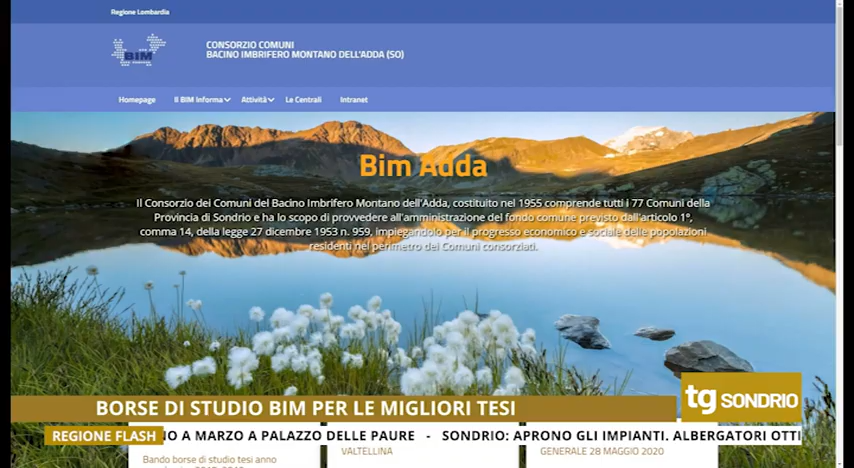 Regione Lombardia
BIM
CONSORZIO COMUNI
BACINO IMBRIFERO MONTANO DELL'ADDA (SO)
Homepage Il BIM Informa Attività Le Centrali Intranet
Bim Adda
Il Consorzio dei Comuni del Bacino Imbrifero Montano dell'Adda, costituito nel 1955 comprende tutti i 77 Comuni della
Provincia di Sondrio e ha lo scopo di provvedere all'amministrazione del fondo comune previsto dall'articolo 1°,
comma 14, della legge 27 dicembre 1953 n. 959, impiegandolo per il progresso economico e sociale delle popolazioni
residenti nel perimetro dei Comuni consorziati.
BORSE DI STUDIO BIM PER LE MIGLIORI TESI
tg SONDRIO
REGIONE FLASH NO A MARZO A PALAZZO DELLE PAURE - SONDRIO: APRONO GLI IMPIANTI. ALBERGATORI OTTI
Bando borse di studio tesi anno
VALTELLINA
GENERALE 28 MAGGIO 2020